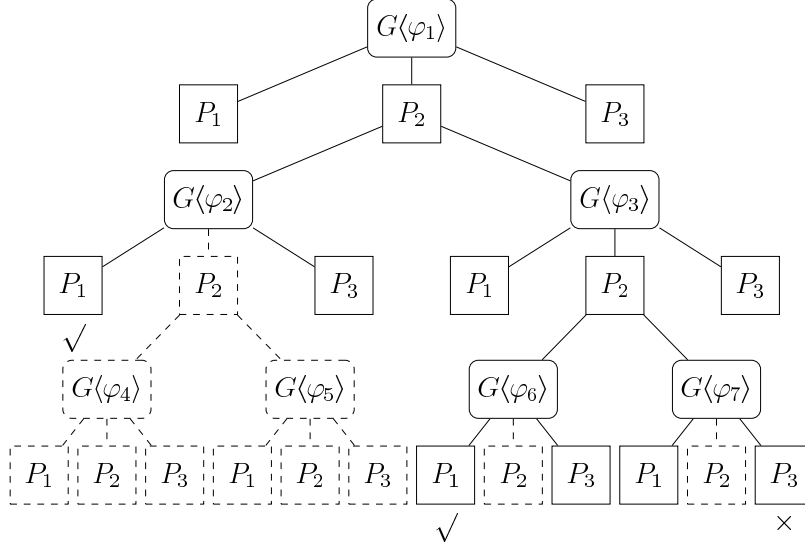 G⟨φ₁⟩
P₁ P₂ P₃
G⟨φ₂⟩ G⟨φ₃⟩
P₁ P₂ P₃ P₁ P₂ P₃
√
G⟨φ₄⟩ G⟨φ₅⟩ G⟨φ₆⟩ G⟨φ₇⟩
P₁ P₂ P₃ P₁ P₂ P₃ P₁ P₂ P₃ P₁ P₂ P₃
√ ×